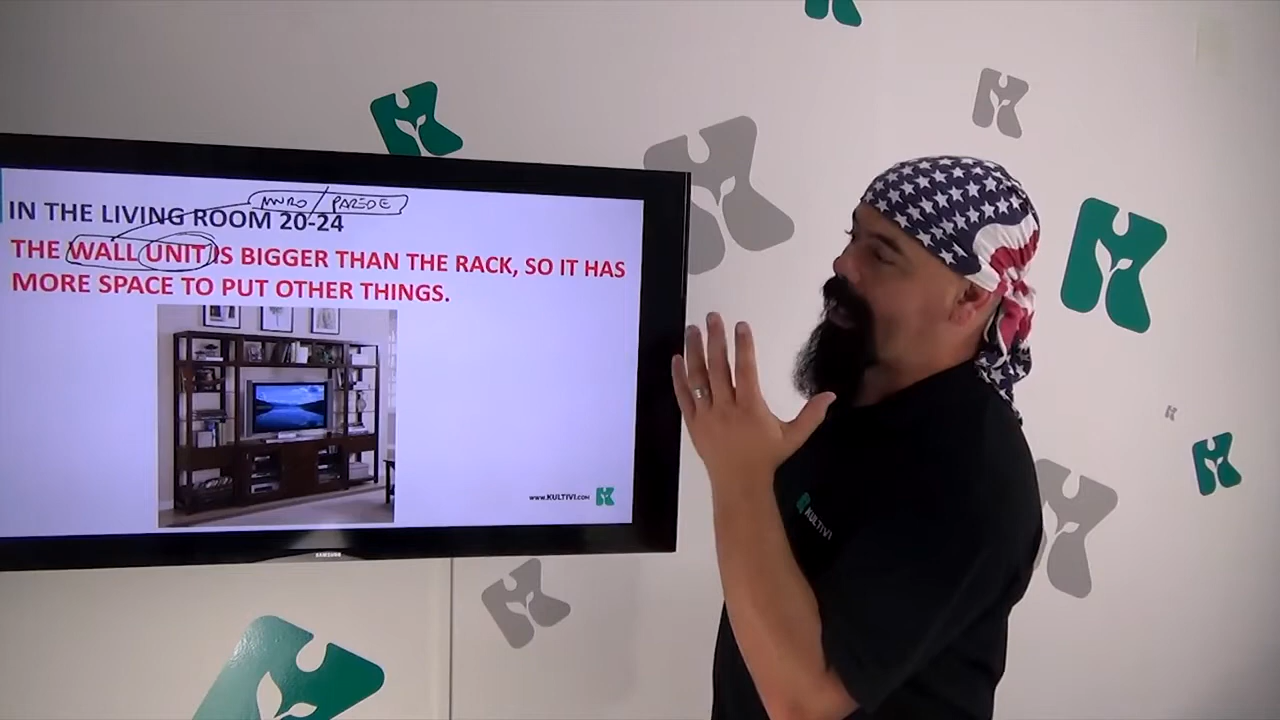 MURO / PAREDE
IN THE LIVING ROOM 20-24
THE WALL UNIT IS BIGGER THAN THE RACK, SO IT HAS
MORE SPACE TO PUT OTHER THINGS.
WWW.KULTIVI.COM
SAMSUNG
KULTIVI